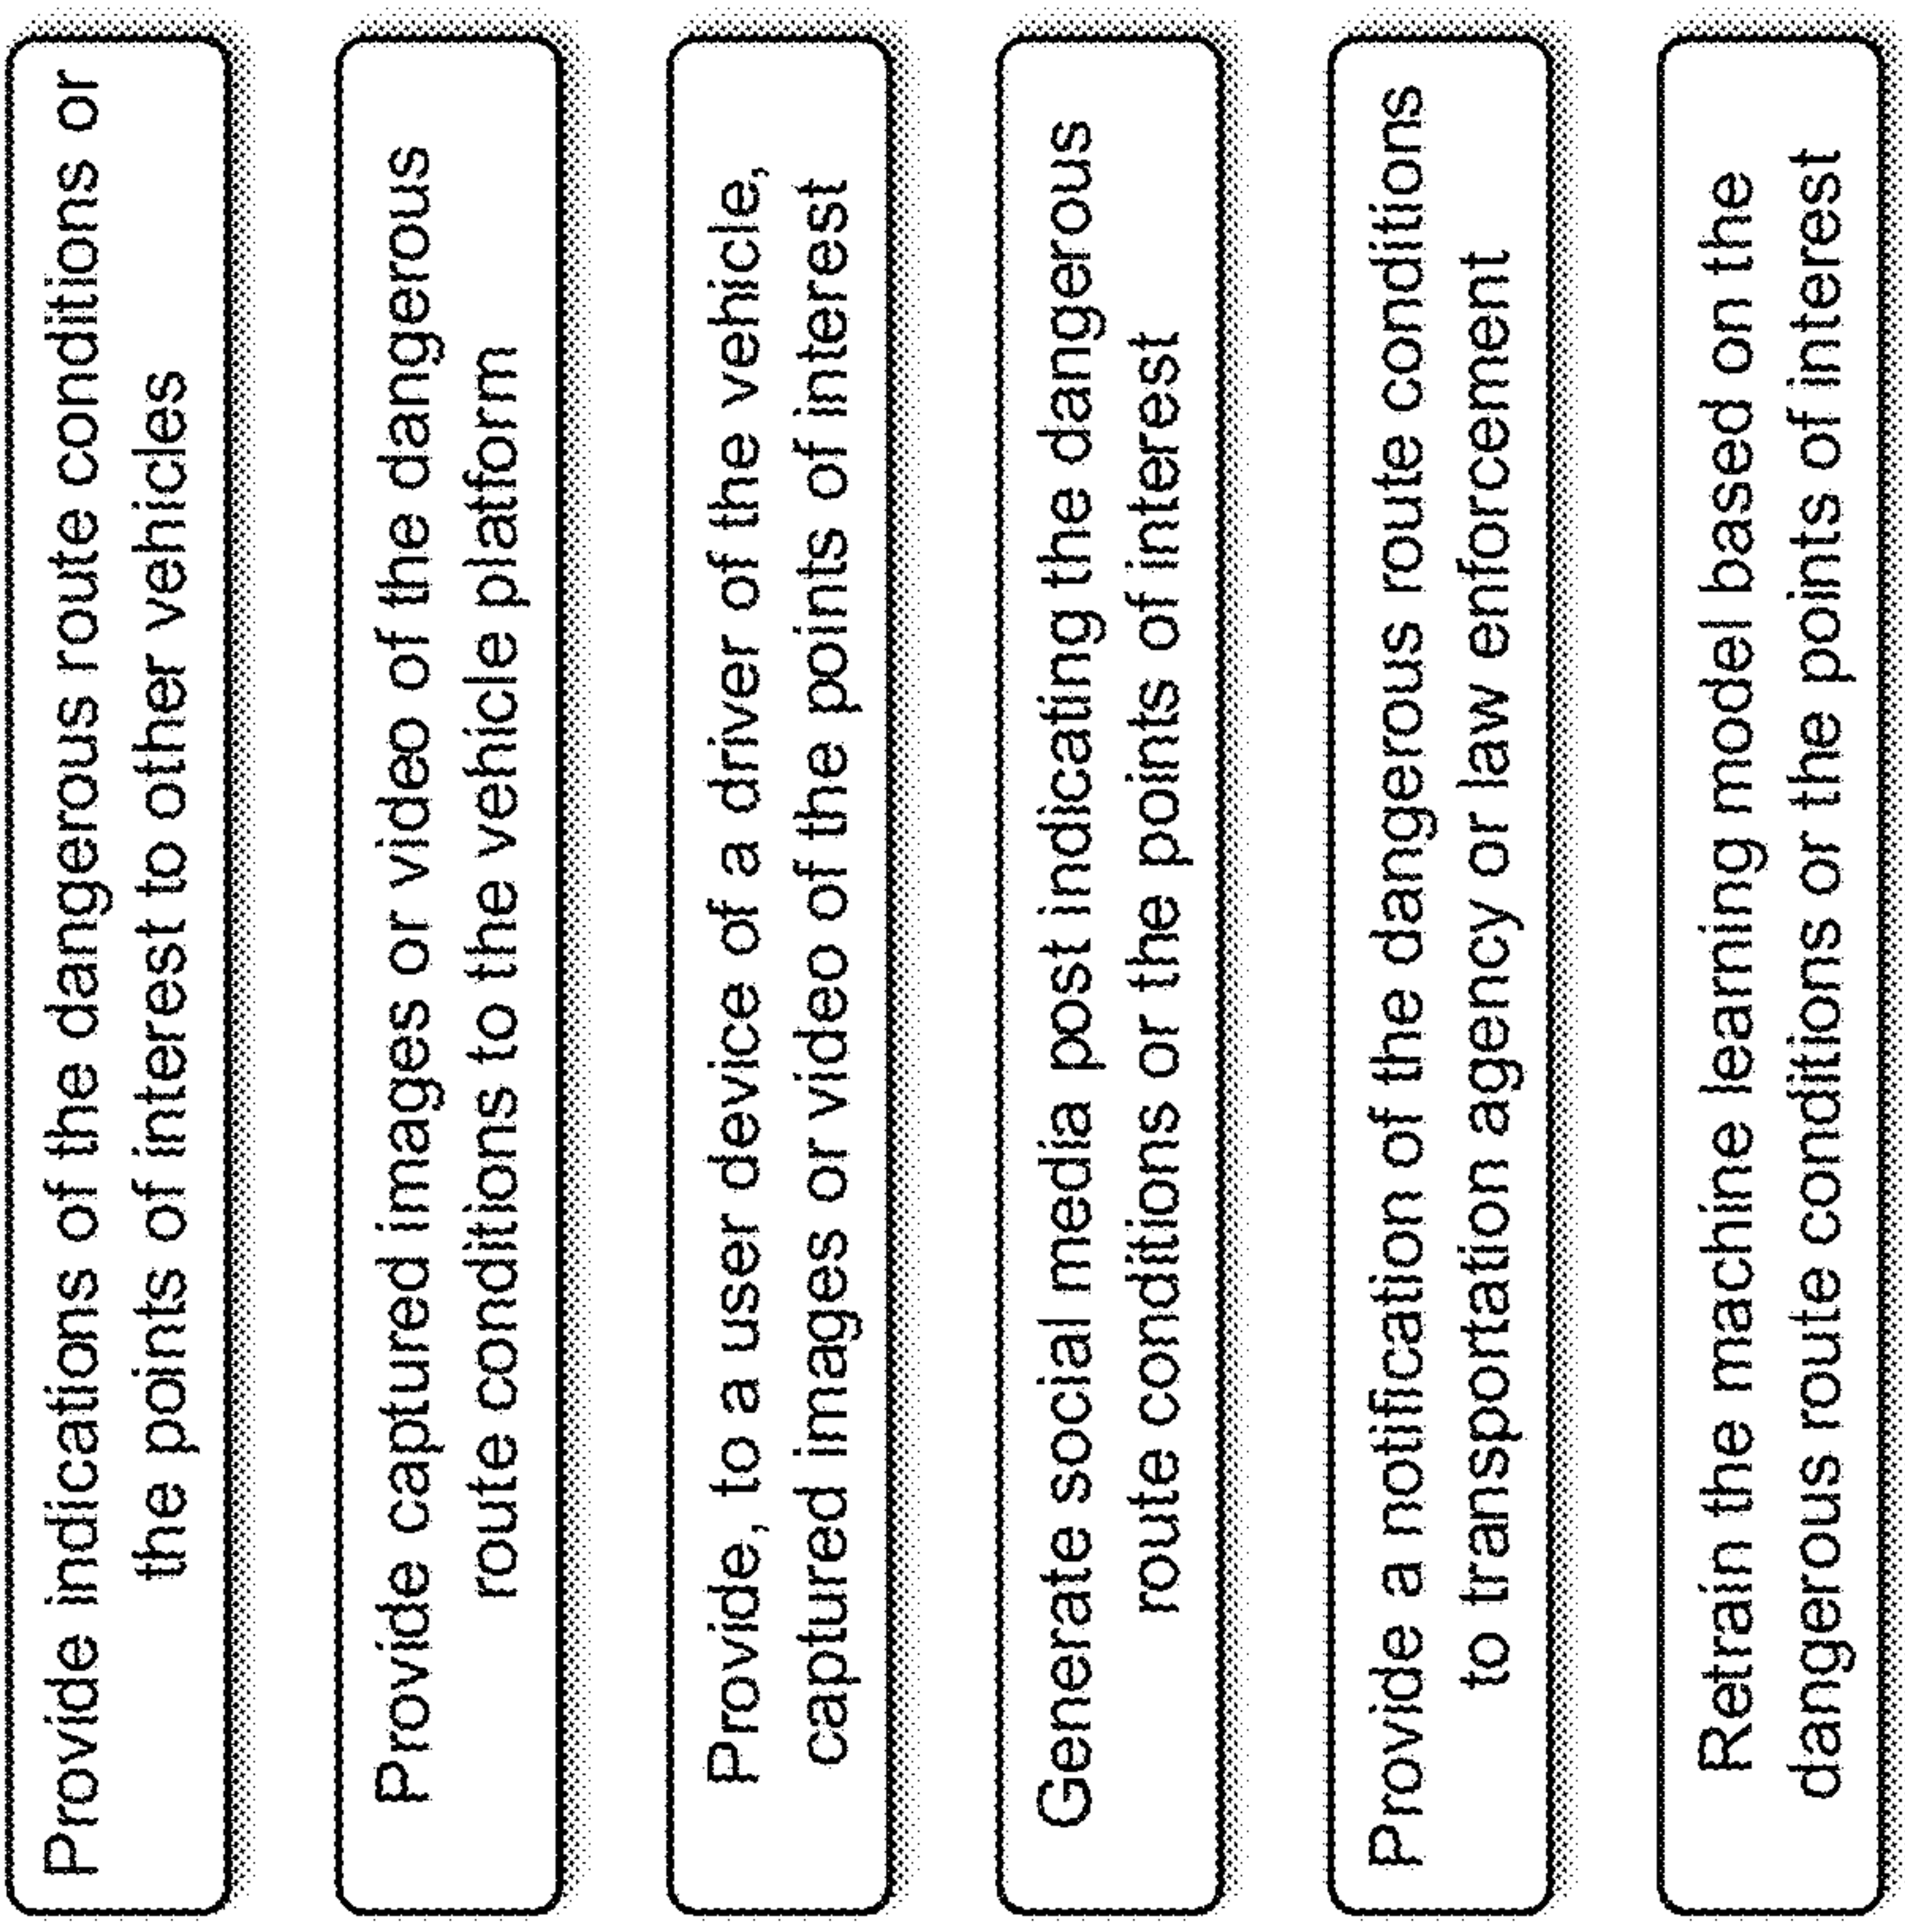 Provide indications of the dangerous route conditions or
the points of interest to other vehicles
Provide captured images or video of the dangerous
route conditions to the vehicle platform
Provide, to a user device of a driver of the vehicle,
captured images or video of the points of interest
Generate social media post indicating the dangerous
route conditions or the points of interest
Provide a notification of the dangerous route conditions
to transportation agency or law enforcement
Retrain the machine learning model based on the
dangerous route conditions or the points of interest